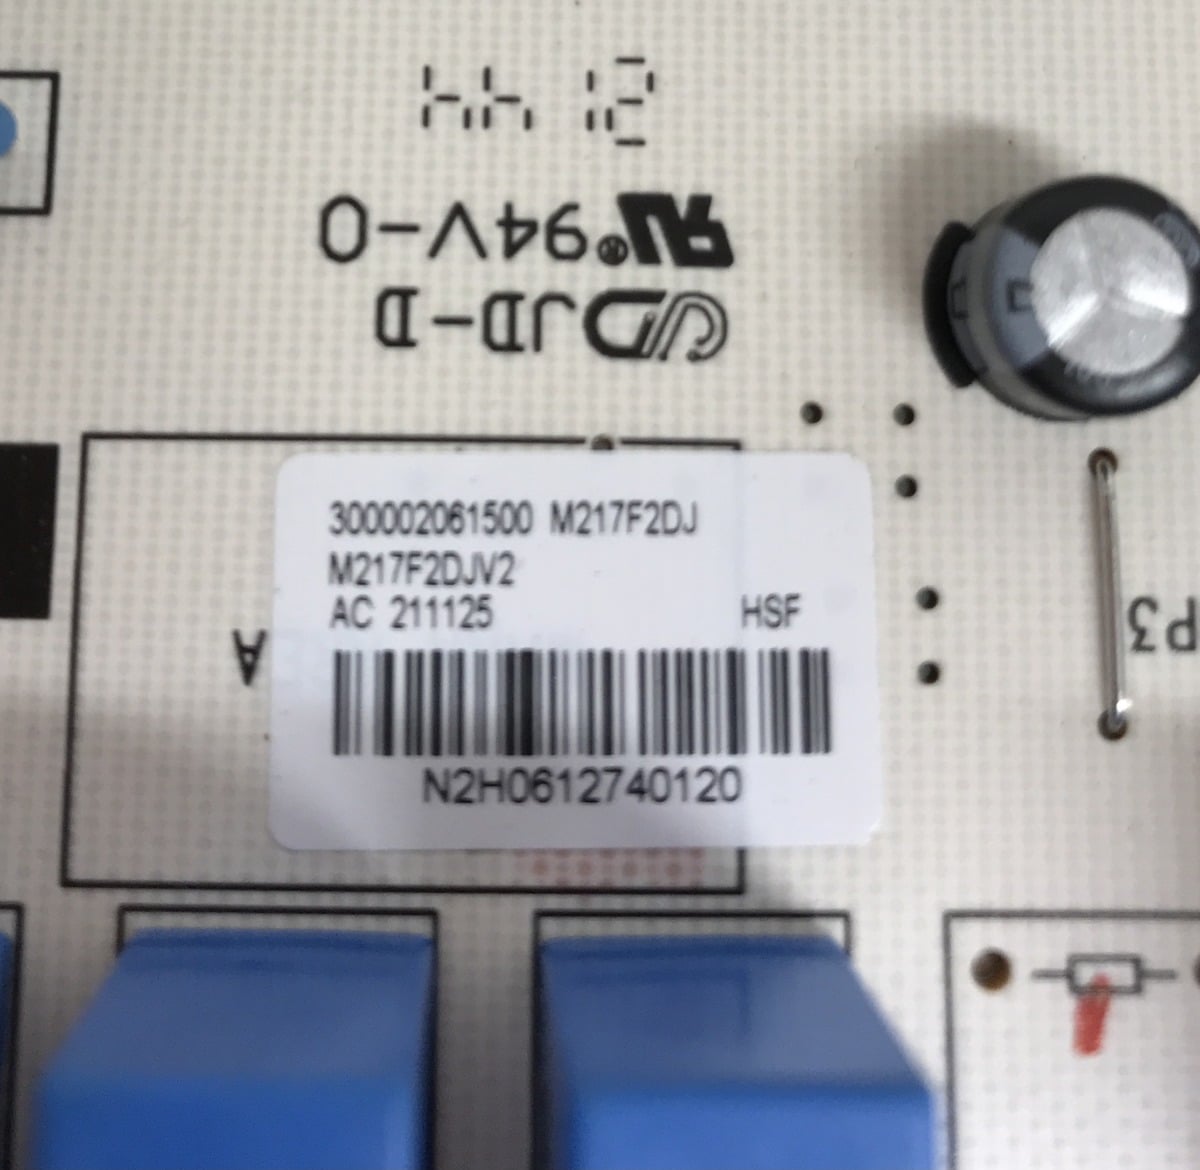 300002061500 M217F2DJ
M217F2DJV2
AC 211125 HSF
N2H0612740120
JD-D
94V-0
P3
A